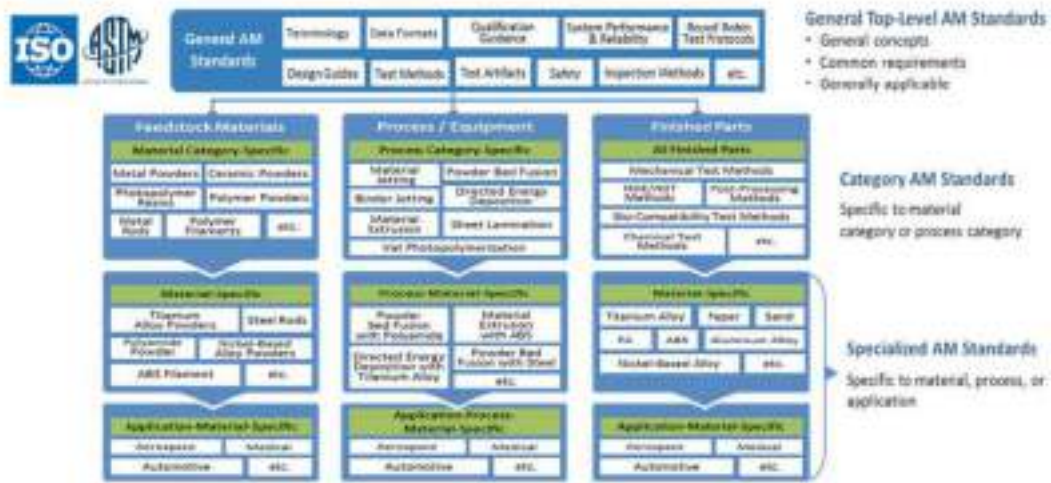 ISO
ASTM
General AM Standards
Terminology
Data Formats
Qualification Guidance
System Performance & Reliability
Round Robin Test Protocols
Design Guides
Test Methods
Test Artifacts
Safety
Inspection Methods
etc.
General Top-Level AM Standards
• General concepts
• Common requirements
• Generally applicable
Feedstock Materials
Material Category-Specific
Metal Powders
Ceramic Powders
Photopolymer Resins
Polymer Powders
Metal Rods
Polymer Filaments
etc.
Process / Equipment
Process Category-Specific
Material Jetting
Powder Bed Fusion
Binder Jetting
Directed Energy Deposition
Material Extrusion
Sheet Lamination
Vat Photopolymerization
Finished Parts
All Finished Parts
Mechanical Test Methods
NDE/NDT Methods
Post-Processing Methods
Bio-Compatibility Test Methods
Chemical Test Methods
etc.
Category AM Standards
Specific to material
category or process category
Material-Specific
Titanium Alloy Powders
Steel Rods
Polyamide Powder
Nickel-Based Alloy Powders
ABS Filament
etc.
Process-Material-Specific
Powder Bed Fusion with Polyamide
Material Extrusion with ABS
Directed Energy Deposition with Titanium Alloy
Powder Bed Fusion with Steel
etc.
Material-Specific
Titanium Alloy
Paper
Sand
PA
ABS
Aluminum Alloy
Nickel-Based Alloy
etc.
Specialized AM Standards
Specific to material, process, or
application
Application-Material-Specific
Aerospace
Medical
Automotive
etc.
Application-Process-
Material-Specific
Aerospace
Medical
Automotive
etc.
Application-Material-Specific
Aerospace
Medical
Automotive
etc.